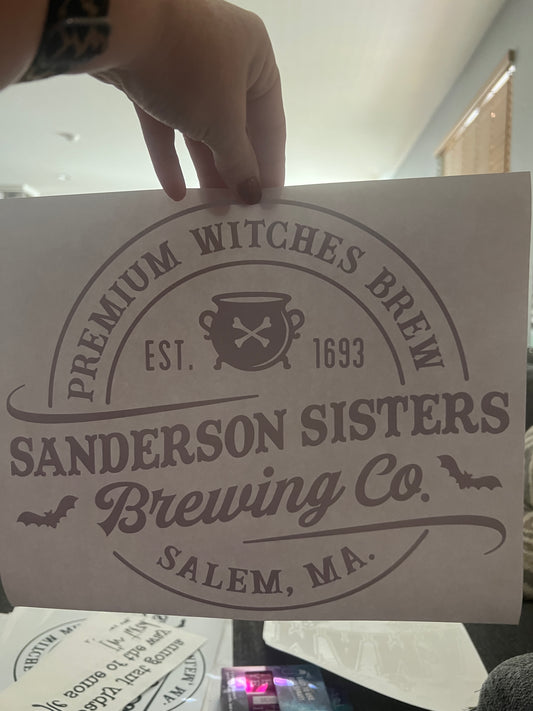 PREMIUM WITCHES BREW
EST. 1693
SANDERSON SISTERS
Brewing Co.
SALEM, MA.